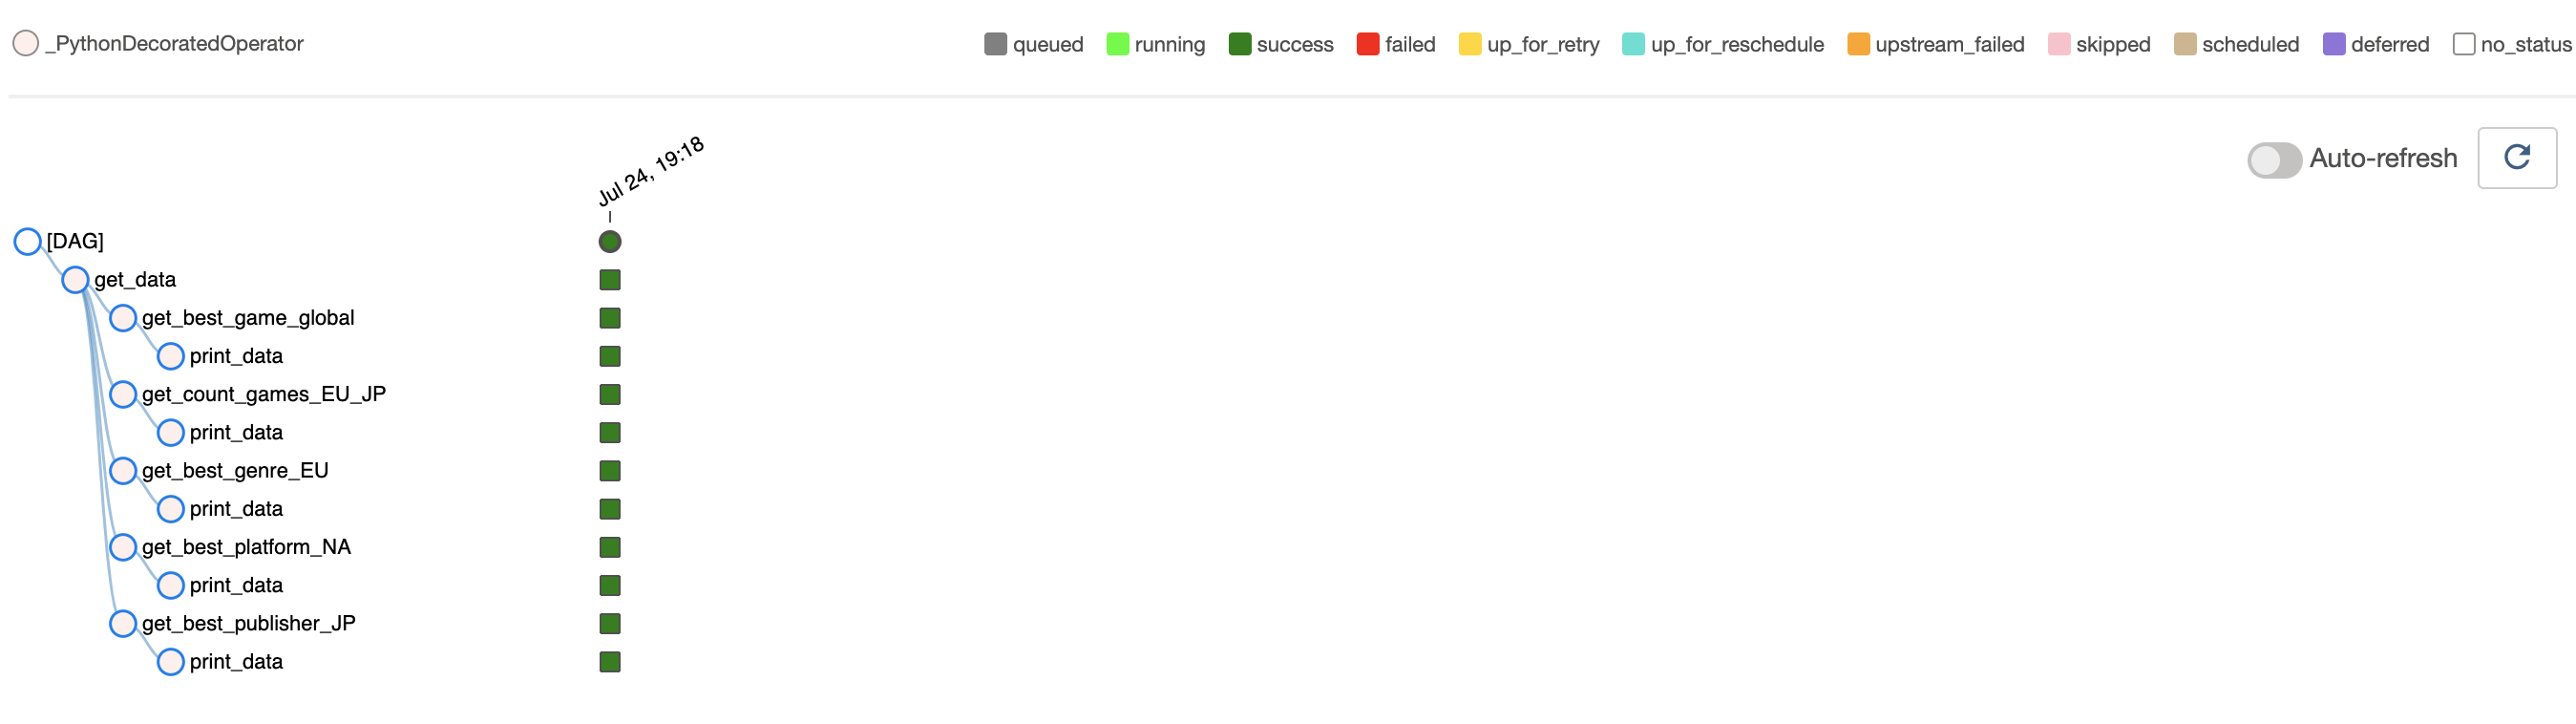 _PythonDecoratedOperator queued running success failed up_for_retry up_for_reschedule upstream_failed skipped scheduled deferred no_status
Auto-refresh
Jul 24, 19:18
[DAG]
get_data
get_best_game_global
print_data
get_count_games_EU_JP
print_data
get_best_genre_EU
print_data
get_best_platform_NA
print_data
get_best_publisher_JP
print_data